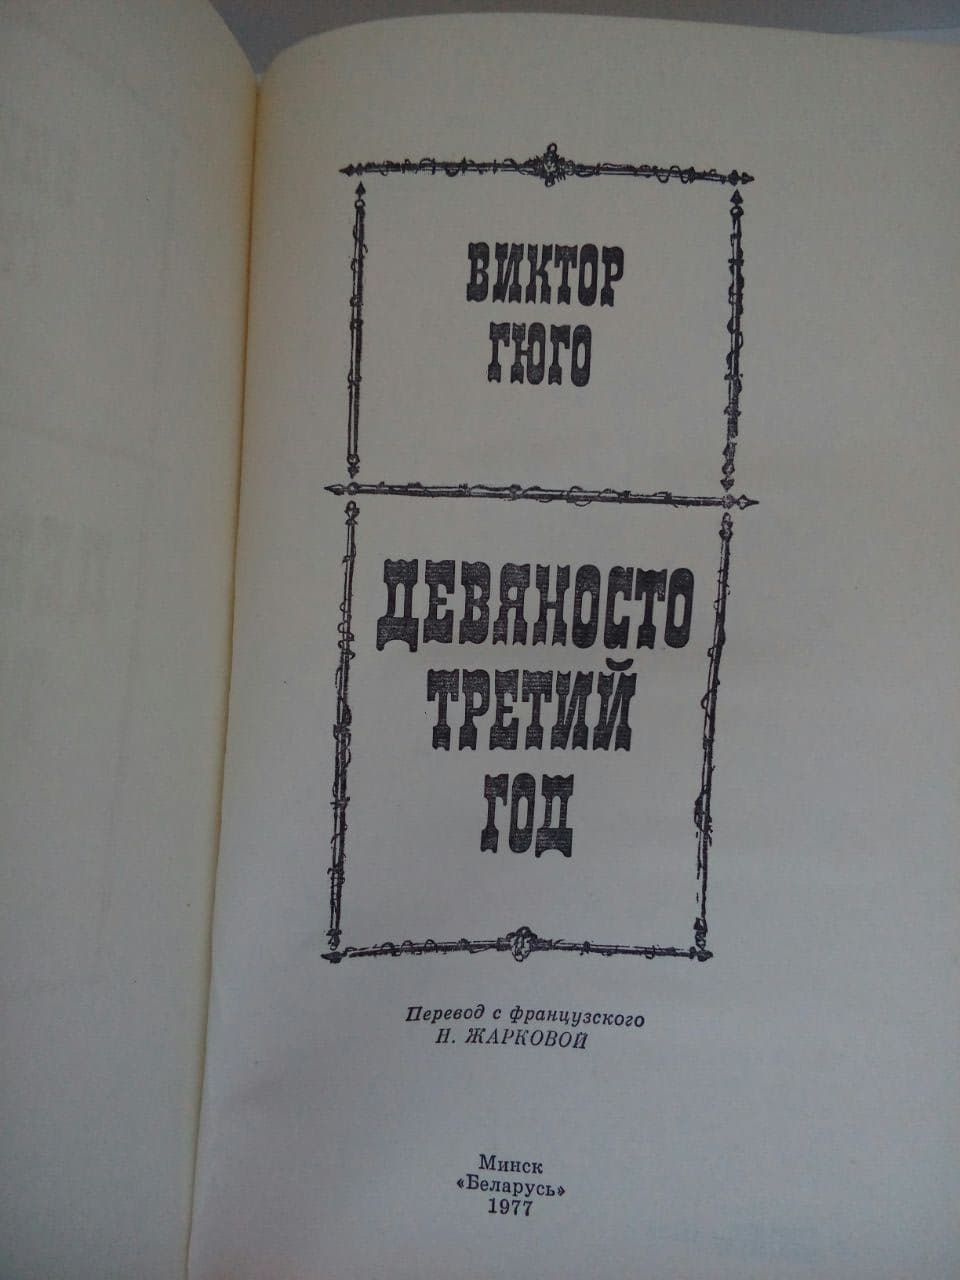 ВИКТОР
ГЮГО
ДЕВЯНОСТО
ТРЕТИЙ
ГОД
Перевод с французского
Н. ЖАРКОВОЙ
Минск
«Беларусь»
1977